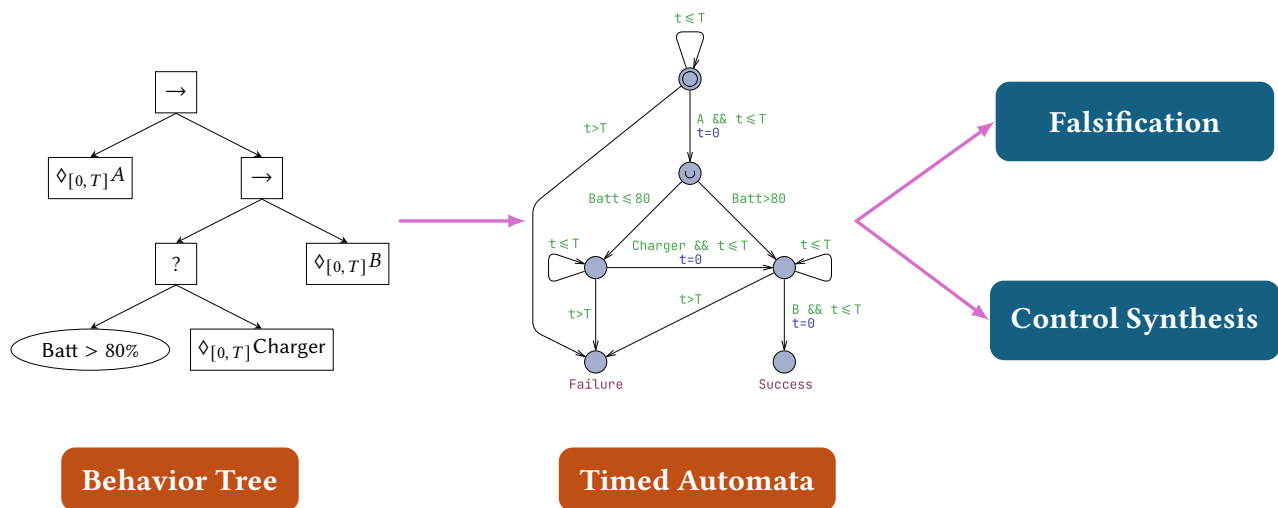 →
◊[0, T]A
→
?
◊[0, T]B
Batt > 80%
◊[0, T]Charger
Behavior Tree
t≤T
t>T
A && t≤T
t=0
∪
Batt≤80
Batt>80
t≤T
Charger && t≤T
t=0
t≤T
t>T
t>T
B && t≤T
t=0
Failure
Success
Timed Automata
Falsification
Control Synthesis